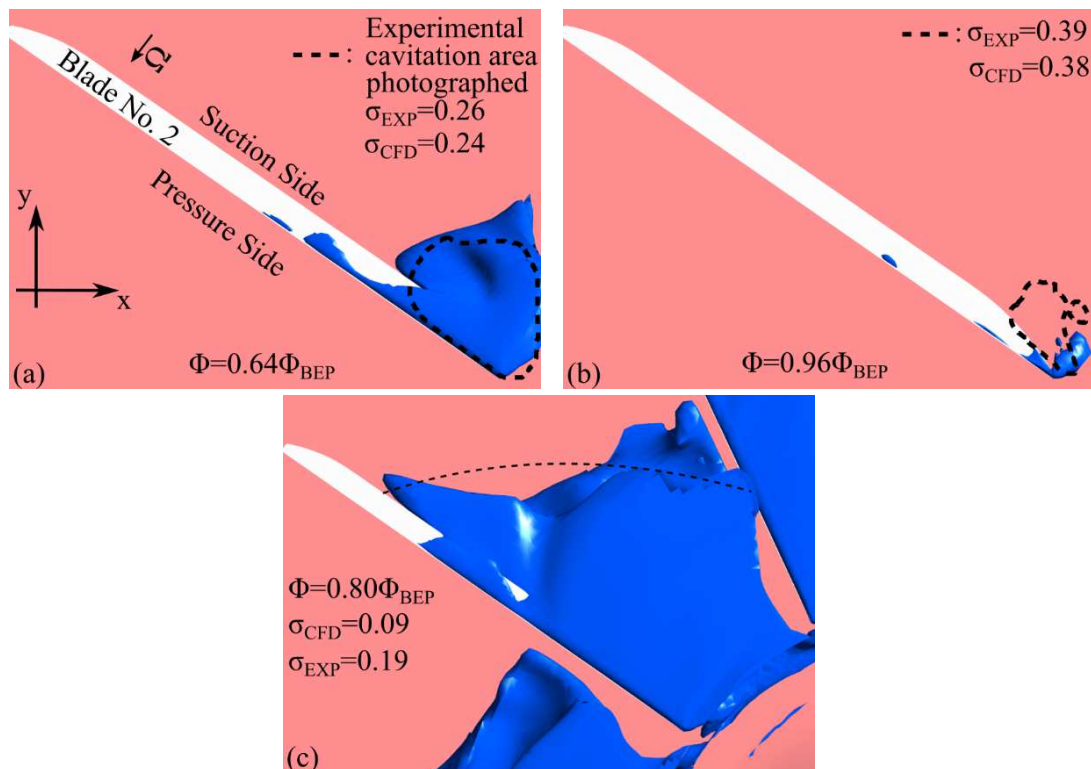 Experimental
cavitation area
photographed
σEXP=0.26
σCFD=0.24
Ω
Blade No. 2
Suction Side
Pressure Side
y
x
Φ=0.64ΦBEP
(a)
: σEXP=0.39
σCFD=0.38
Φ=0.96ΦBEP
(b)
Φ=0.80ΦBEP
σCFD=0.09
σEXP=0.19
(c)